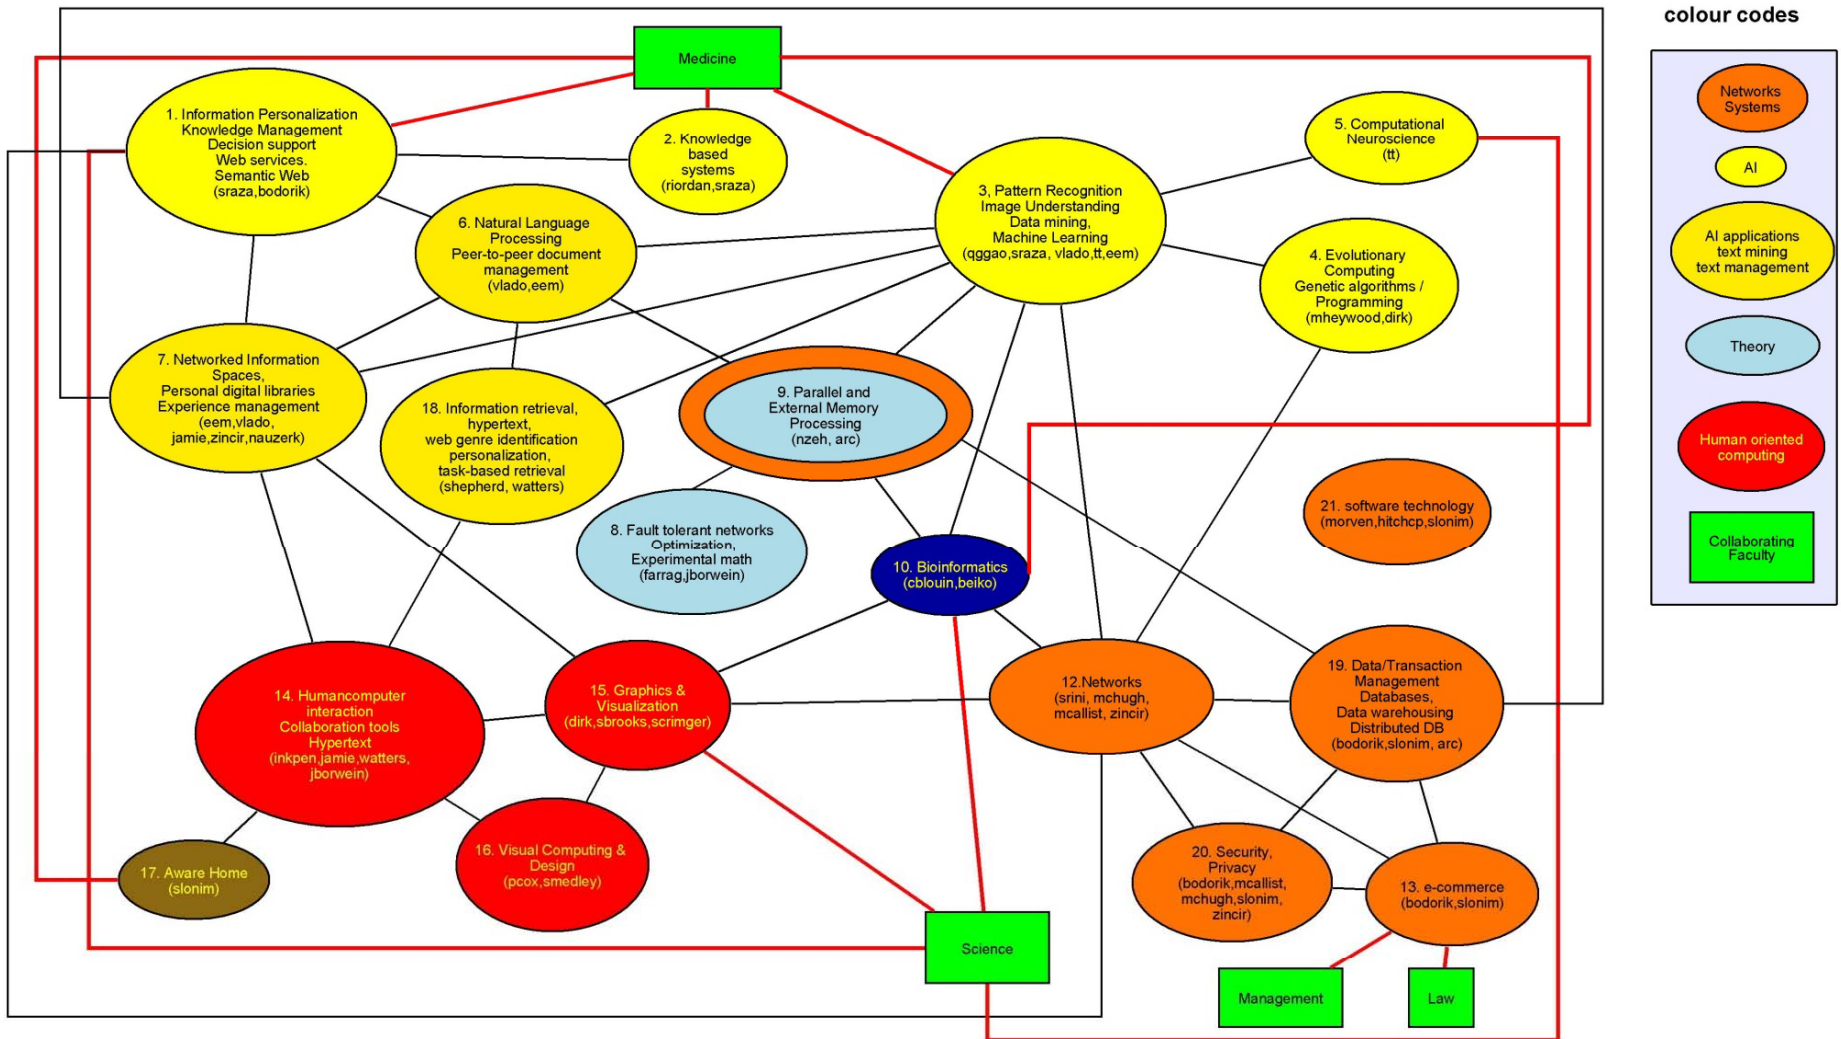 colour codes
Medicine
1. Information Personalization
Knowledge Management
Decision support
Web services.
Semantic Web
(sraza,bodorik)
2. Knowledge
based
systems
(riordan,sraza)
3, Pattern Recognition
Image Understanding
Data mining,
Machine Learning
(qggao,sraza, vlado,tt,eem)
5. Computational
Neuroscience
(tt)
4. Evolutionary
Computing
Genetic algorithms /
Programming
(mheywood,dirk)
6. Natural Language
Processing
Peer-to-peer document
management
(vlado,eem)
7. Networked Information
Spaces,
Personal digital libraries
Experience management
(eem,vlado,
jamie,zincir,nauzerk)
18. Information retrieval,
hypertext,
web genre identification
personalization,
task-based retrieval
(shepherd, watters)
9. Parallel and
External Memory
Processing
(nzeh, arc)
8. Fault tolerant networks
Optimization,
Experimental math
(farrag,jborwein)
10. Bioinformatics
(cblouin,beiko)
21. software technology
(morven,hitchcp,slonim)
14. Humancomputer
interaction
Collaboration tools
Hypertext
(inkpen,jamie,watters,
jborwein)
15. Graphics &
Visualization
(dirk,sbrooks,scrimger)
12.Networks
(srini, mchugh,
mcallist, zincir)
19. Data/Transaction
Management
Databases,
Data warehousing
Distributed DB
(bodorik,slonim, arc)
17. Aware Home
(slonim)
16. Visual Computing &
Design
(pcox,smedley)
20. Security,
Privacy
(bodorik,mcallist,
mchugh,slonim,
zincir)
13. e-commerce
(bodorik,slonim)
Science
Management
Law
Networks
Systems
AI
AI applications
text mining
text management
Theory
Human oriented
computing
Collaborating
Faculty